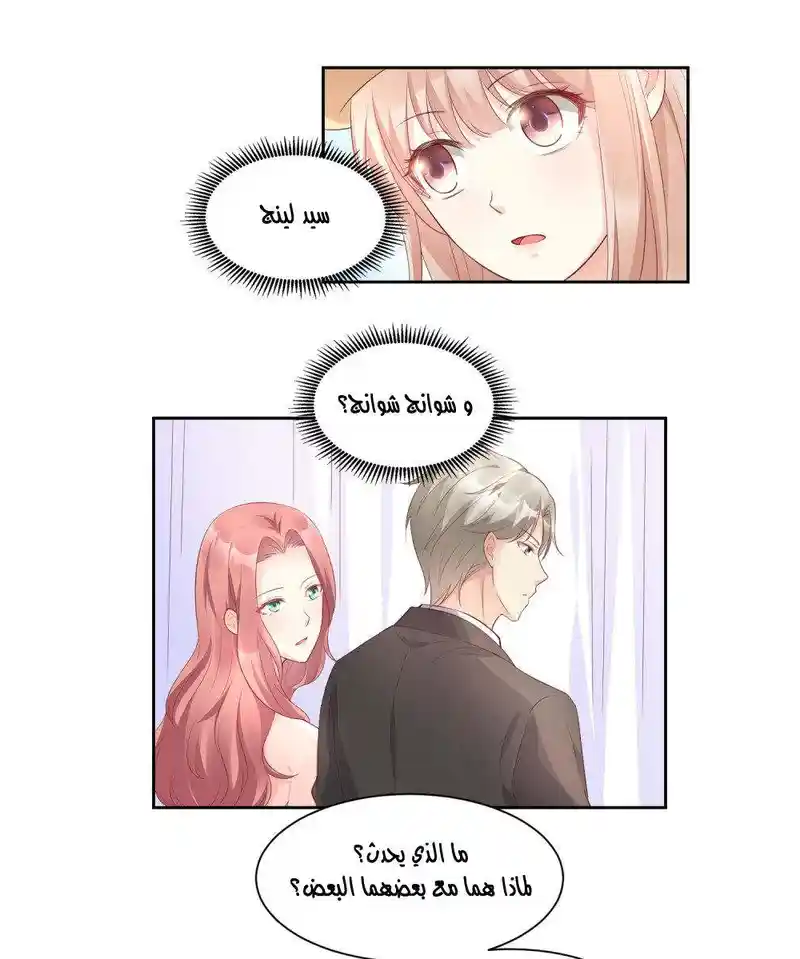 سيد لينج
و شوانج شوانج؟
ما الذي يحدث؟
لماذا هما مع بعضهما البعض؟